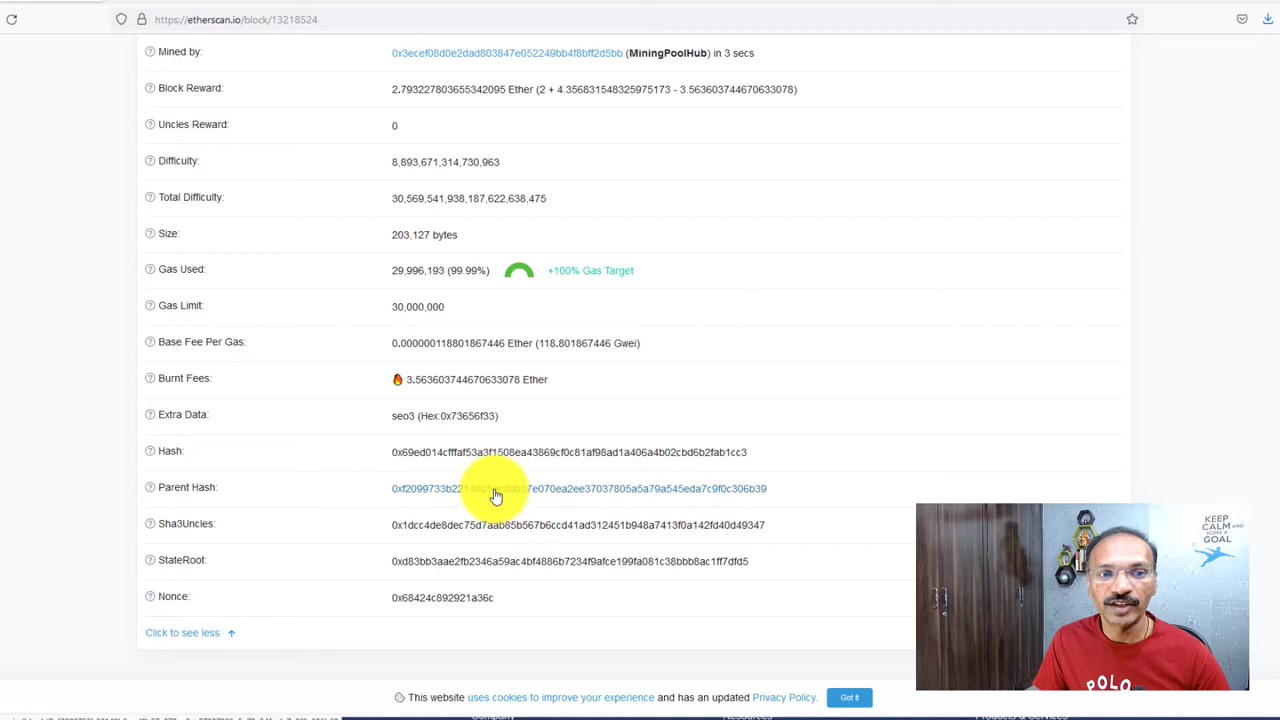 https://etherscan.io/block/13218524
Mined by: 0x3ecef08d0e2dad803847e052249bb4f8bff2d5bb (MiningPoolHub) in 3 secs
Block Reward: 2.793227803655342095 Ether (2 + 4.356831548325975173 - 3.563603744670633078)
Uncles Reward: 0
Difficulty: 8,893,671,314,730,963
Total Difficulty: 30,569,541,938,187,622,638,475
Size: 203,127 bytes
Gas Used: 29,996,193 (99.99%) +100% Gas Target
Gas Limit: 30,000,000
Base Fee Per Gas: 0.000000118801867446 Ether (118.801867446 Gwei)
Burnt Fees: 3.563603744670633078 Ether
Extra Data: seo3 (Hex:0x73656f33)
Hash: 0x69ed014cfffaf53a3f1508ea43869cf0c81af98ad1a406a4b02cbd6b2fab1cc3
Parent Hash:
Sha3Uncles: 0x1dcc4de8dec75d7aab85b567b6ccd41ad312451b948a7413f0a142fd40d49347
StateRoot: 0xd83bb3aae2fb2346a59ac4bf4886b7234f9afce199fa081c38bbb8ac1ff7dfd5
Nonce: 0x68424c892921a36c
Click to see less
KEEP
CALM AND
SCORE A
GOAL
POLO
This website uses cookies to improve your experience and has an updated Privacy Policy. Got It
Company Resources Products & Services